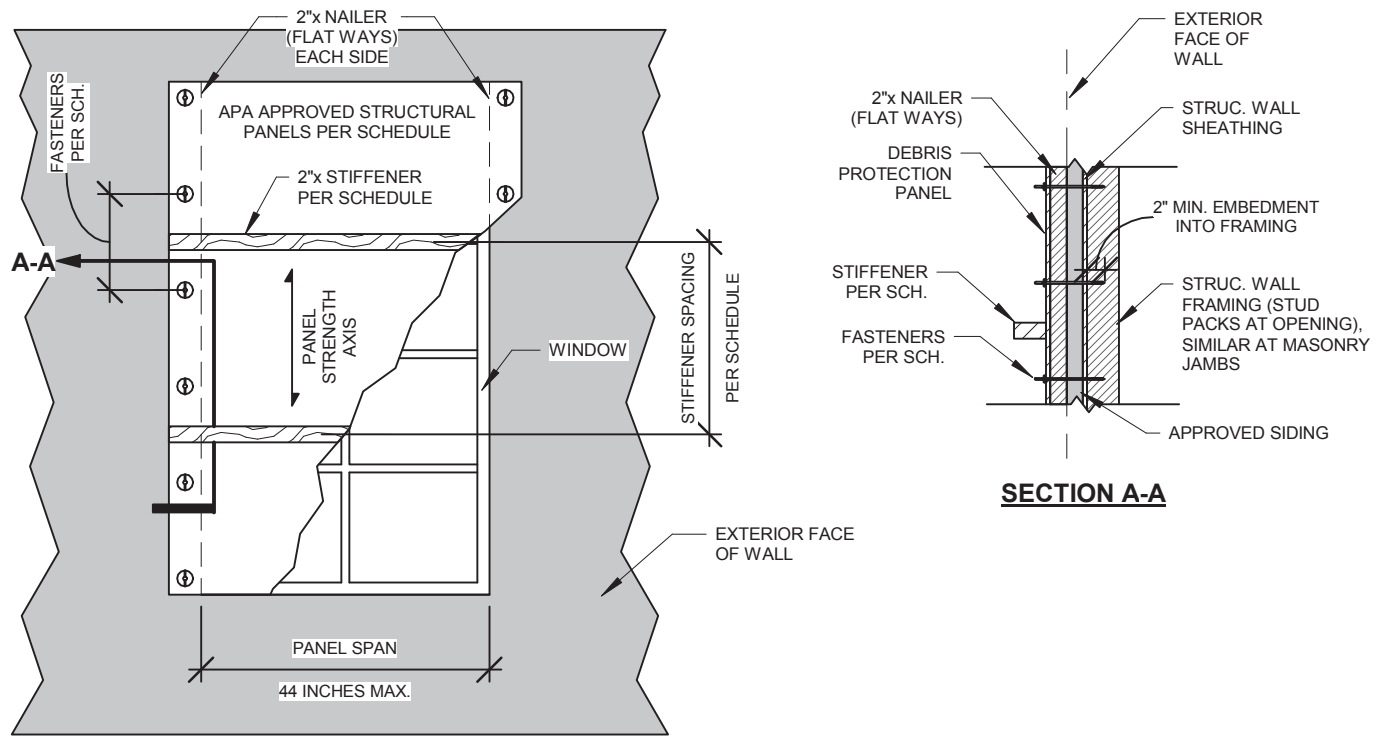 2"x NAILER
(FLAT WAYS)
EACH SIDE
FASTENERS
PER SCH.
APA APPROVED STRUCTURAL
PANELS PER SCHEDULE
2"x STIFFENER
PER SCHEDULE
A-A
PANEL
STRENGTH
AXIS
WINDOW
STIFFENER SPACING
PER SCHEDULE
EXTERIOR FACE
OF WALL
PANEL SPAN
44 INCHES MAX.
EXTERIOR
FACE OF
WALL
2"x NAILER
(FLAT WAYS)
STRUC. WALL
SHEATHING
DEBRIS
PROTECTION
PANEL
2" MIN. EMBEDMENT
INTO FRAMING
STIFFENER
PER SCH.
STRUC. WALL
FRAMING (STUD
PACKS AT OPENING),
SIMILAR AT MASONRY
JAMBS
FASTENERS
PER SCH.
APPROVED SIDING
SECTION A-A